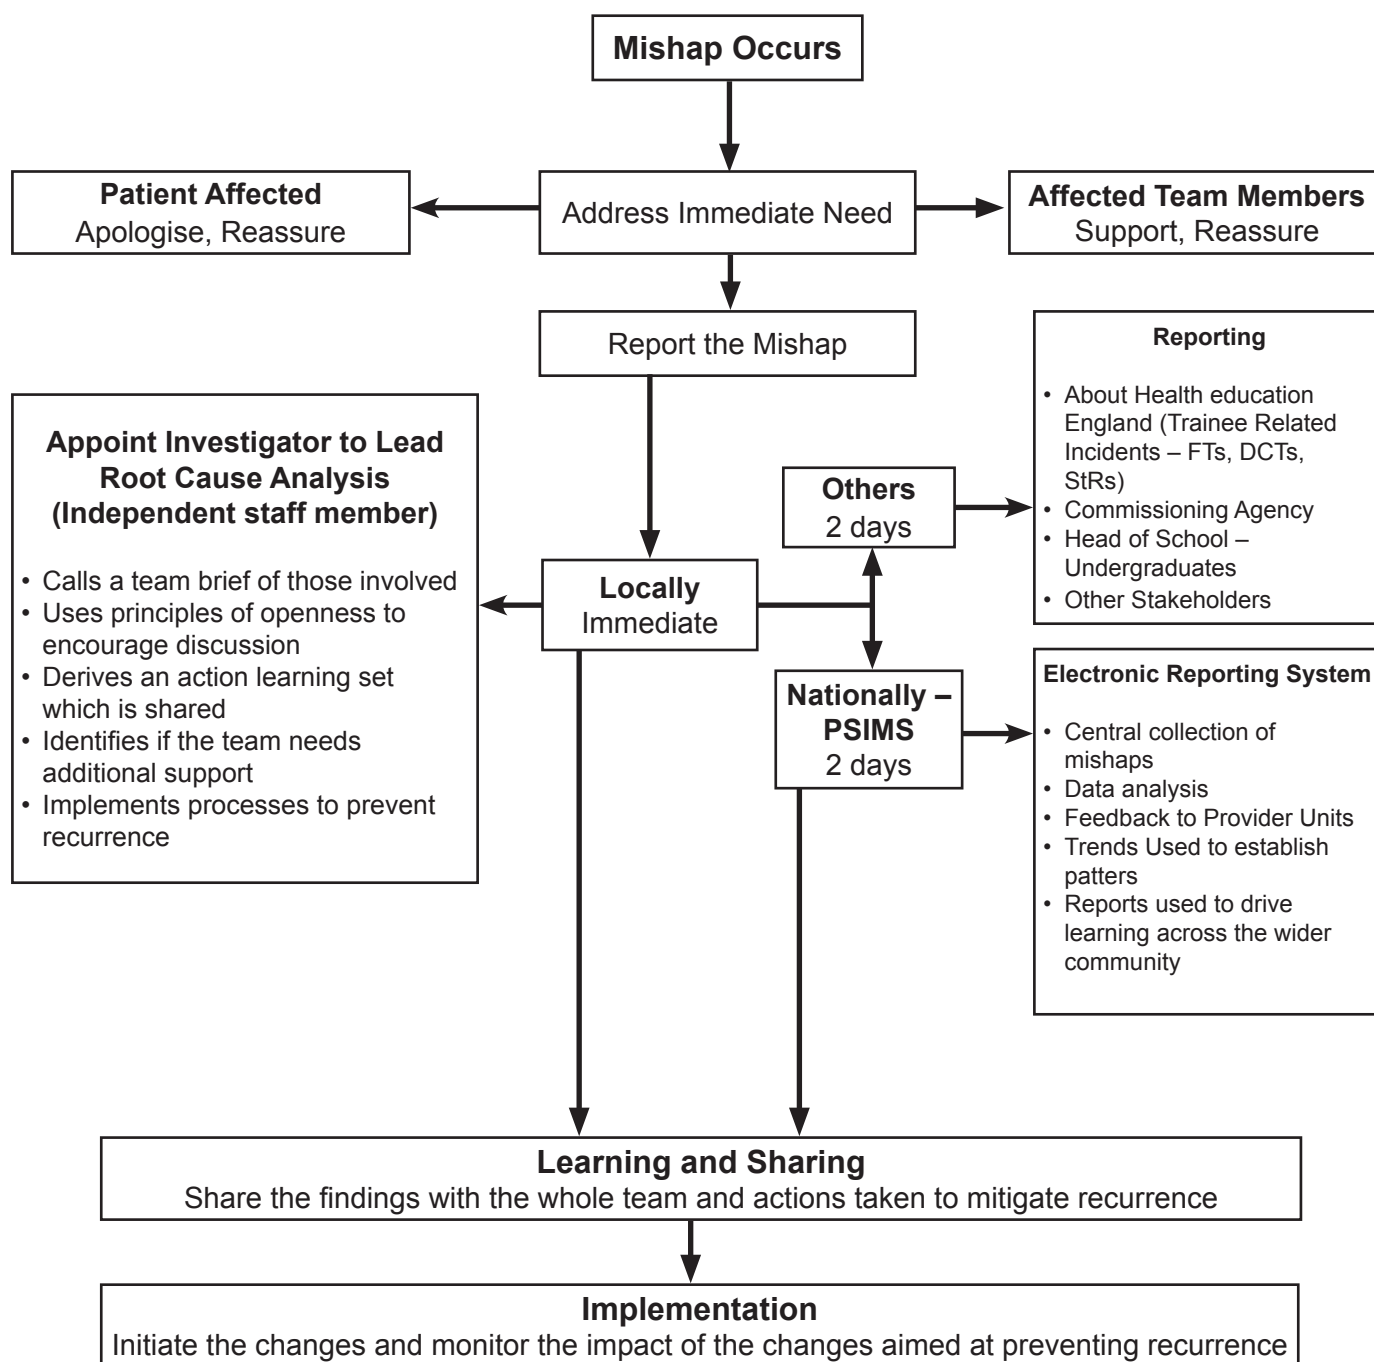 Mishap Occurs
Patient Affected
Apologise, Reassure
Address Immediate Need
Affected Team Members
Support, Reassure
Report the Mishap
Reporting
• About Health education
England (Trainee Related
Incidents – FTs, DCTs,
StRs)
• Commissioning Agency
• Head of School –
Undergraduates
• Other Stakeholders
Appoint Investigator to Lead
Root Cause Analysis
(Independent staff member)
• Calls a team brief of those involved
• Uses principles of openness to
encourage discussion
• Derives an action learning set
which is shared
• Identifies if the team needs
additional support
• Implements processes to prevent
recurrence
Others
2 days
Locally
Immediate
Nationally –
PSIMS
2 days
Electronic Reporting System
• Central collection of
mishaps
• Data analysis
• Feedback to Provider Units
• Trends Used to establish
patters
• Reports used to drive
learning across the wider
community
Learning and Sharing
Share the findings with the whole team and actions taken to mitigate recurrence
Implementation
Initiate the changes and monitor the impact of the changes aimed at preventing recurrence